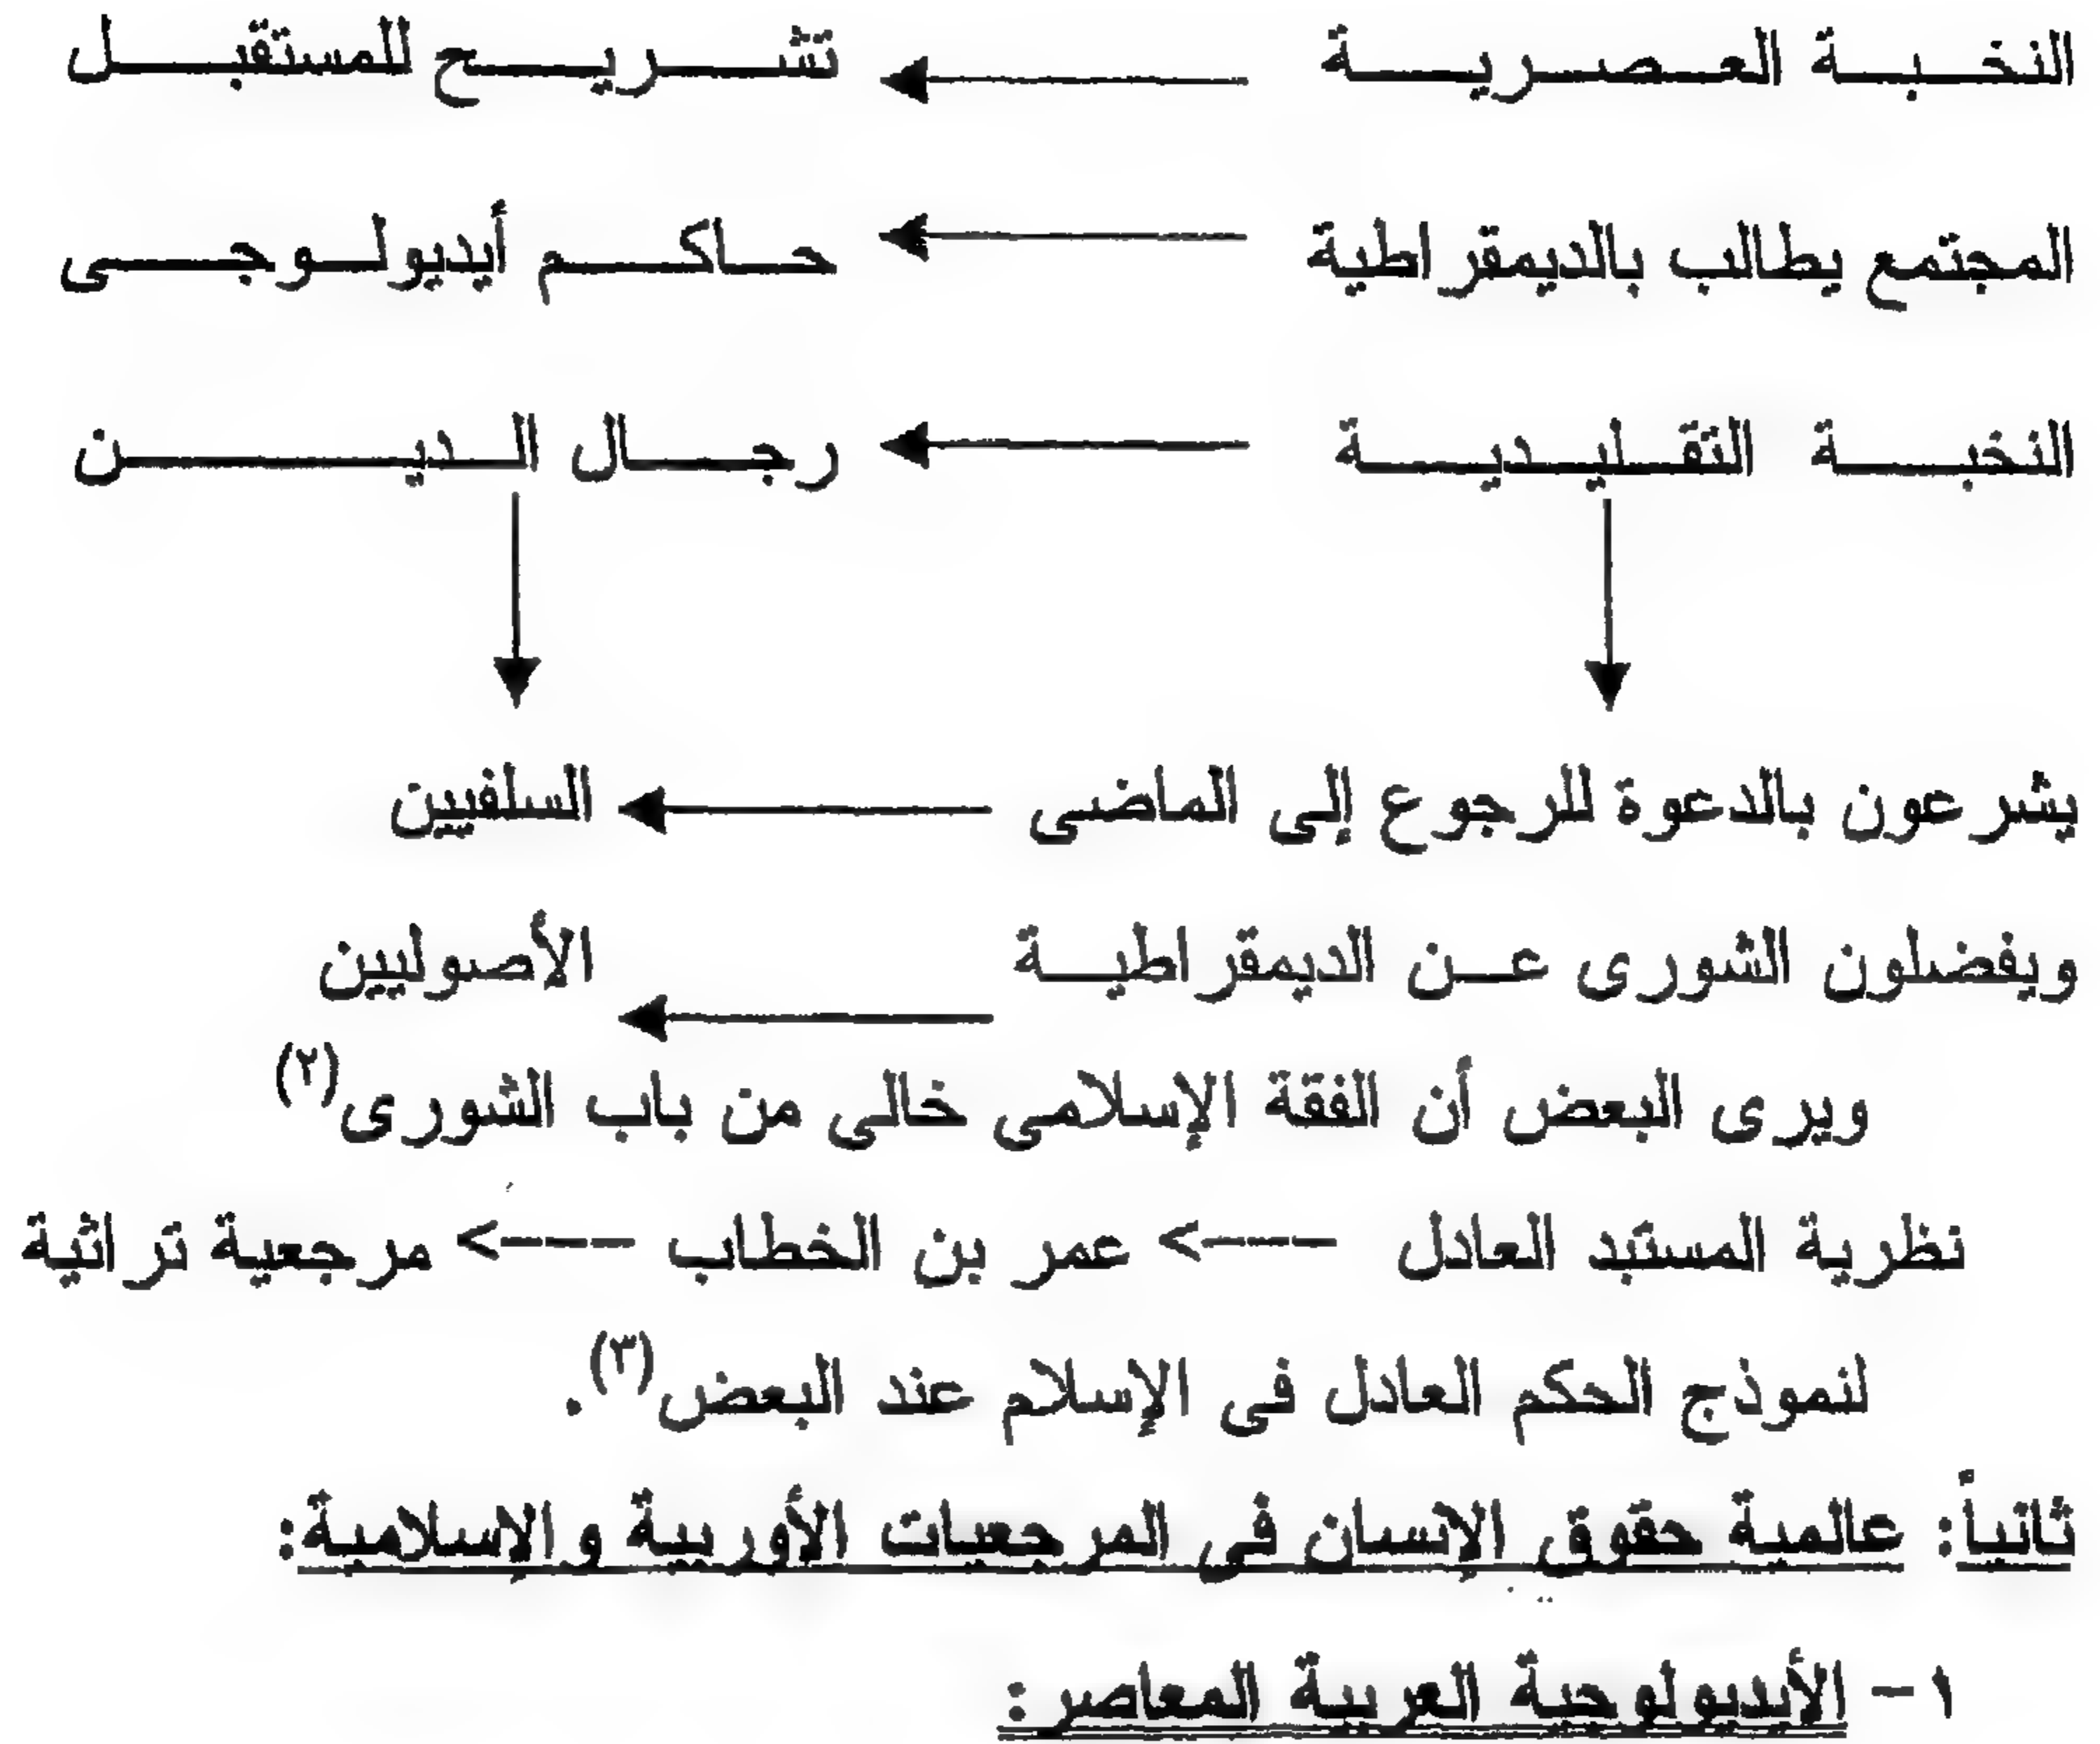 النخبة العصرية ← تشريح للمستقبل
المجتمع يطالب بالديمقراطية ← حاكم أيديولوجى
النخبة التقليدية ← رجال الدين
يشرعون بالدعوة للرجوع إلى الماضى ← السلفيين
ويفضلون الشورى عن الديمقراطية ← الأصوليين
ويرى البعض أن الفقة الإسلامى خالى من باب الشورى(٢)
نظرية المستبد العادل ---> عمر بن الخطاب ---> مرجعية تراثية
لنموذج الحكم العادل فى الإسلام عند البعض(٣).
ثانياً: عالمية حقوق الإنسان فى المرجعيات الأوربية والإسلامية:
١ - الأيديولوجية العربية المعاصر: